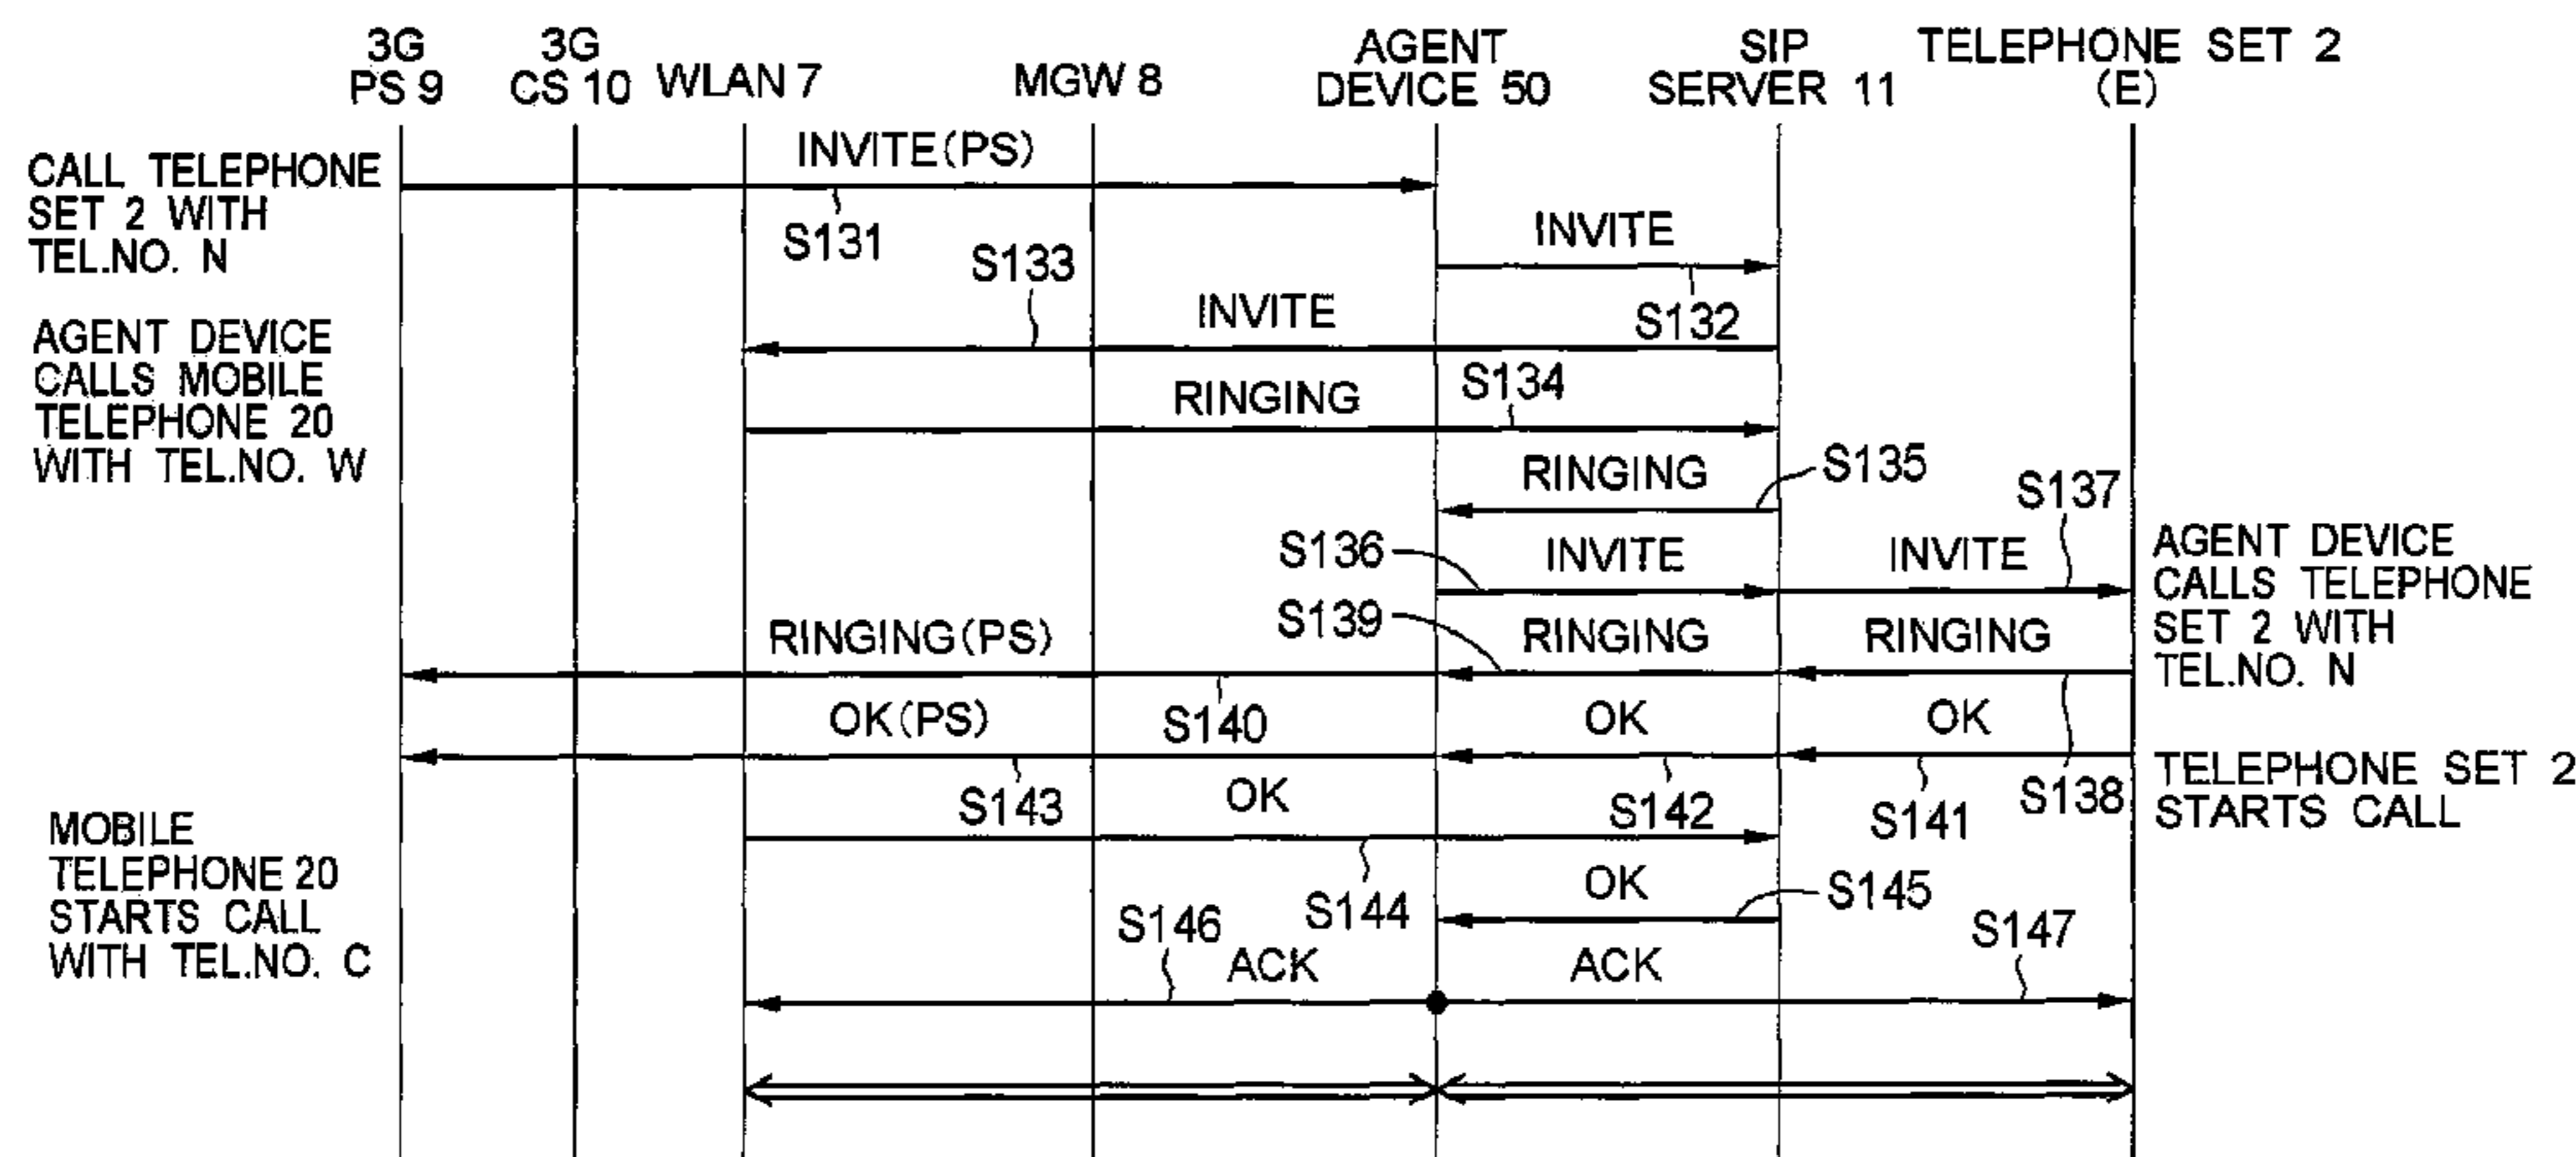 3G
PS 9
3G
CS 10
WLAN 7
MGW 8
AGENT
DEVICE 50
SIP
SERVER 11
TELEPHONE SET 2
(E)
CALL TELEPHONE
SET 2 WITH
TEL.NO. N
INVITE(PS)
S131
INVITE
S132
S133
INVITE
AGENT DEVICE
CALLS MOBILE
TELEPHONE 20
WITH TEL.NO. W
RINGING
S134
RINGING
S135
S136
INVITE
INVITE
S137
AGENT DEVICE
CALLS TELEPHONE
SET 2 WITH
TEL.NO. N
RINGING(PS)
S139
RINGING
RINGING
S140
S138
OK(PS)
OK
OK
S143
S142
S141
TELEPHONE SET 2
STARTS CALL
OK
S144
MOBILE
TELEPHONE 20
STARTS CALL
WITH TEL.NO. C
OK
S145
S146
ACK
ACK
S147